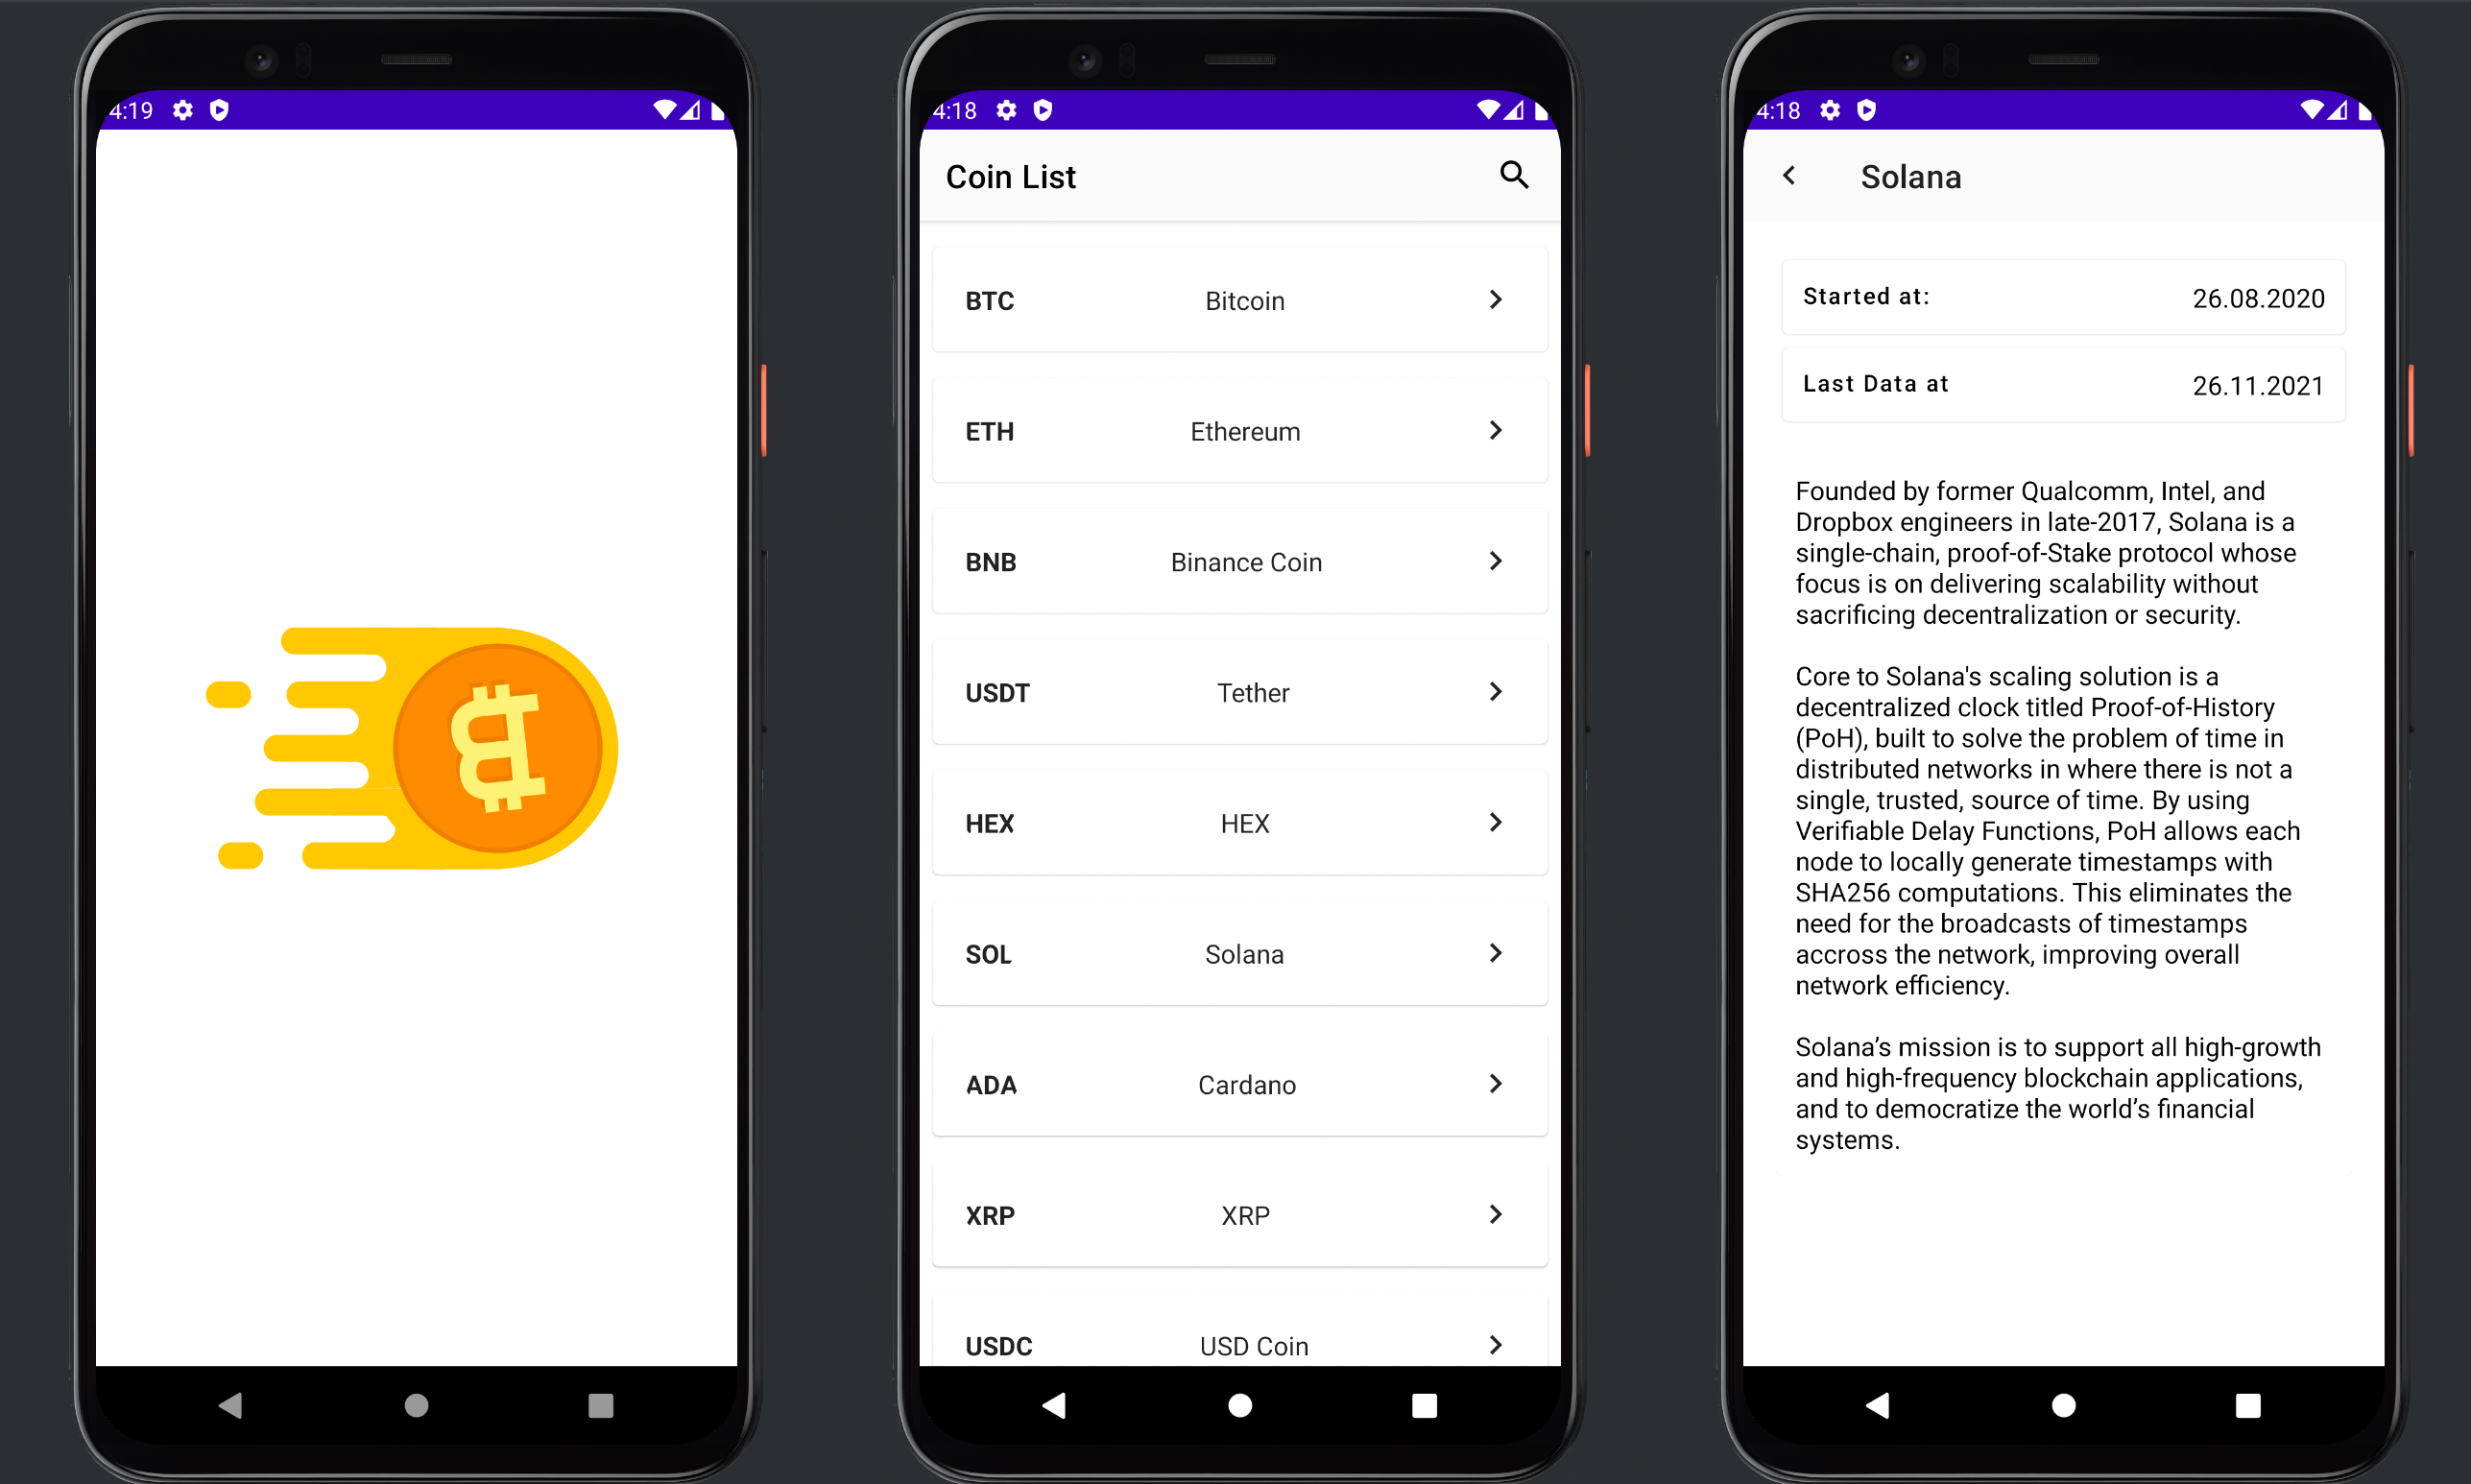 4:19
4:18
Coin List
BTC Bitcoin
ETH Ethereum
BNB Binance Coin
USDT Tether
HEX HEX
SOL Solana
ADA Cardano
XRP XRP
USDC USD Coin
4:18
Solana
Started at: 26.08.2020
Last Data at 26.11.2021
Founded by former Qualcomm, Intel, and
Dropbox engineers in late-2017, Solana is a
single-chain, proof-of-Stake protocol whose
focus is on delivering scalability without
sacrificing decentralization or security.
Core to Solana's scaling solution is a
decentralized clock titled Proof-of-History
(PoH), built to solve the problem of time in
distributed networks in where there is not a
single, trusted, source of time. By using
Verifiable Delay Functions, PoH allows each
node to locally generate timestamps with
SHA256 computations. This eliminates the
need for the broadcasts of timestamps
accross the network, improving overall
network efficiency.
Solana’s mission is to support all high-growth
and high-frequency blockchain applications,
and to democratize the world’s financial
systems.